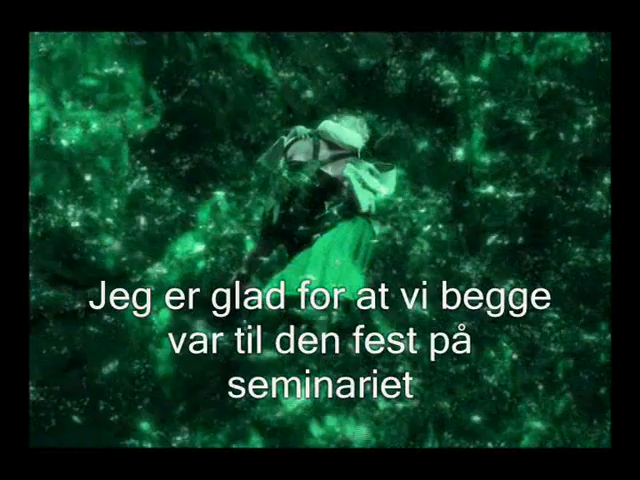 Jeg er glad for at vi begge
var til den fest på
seminariet